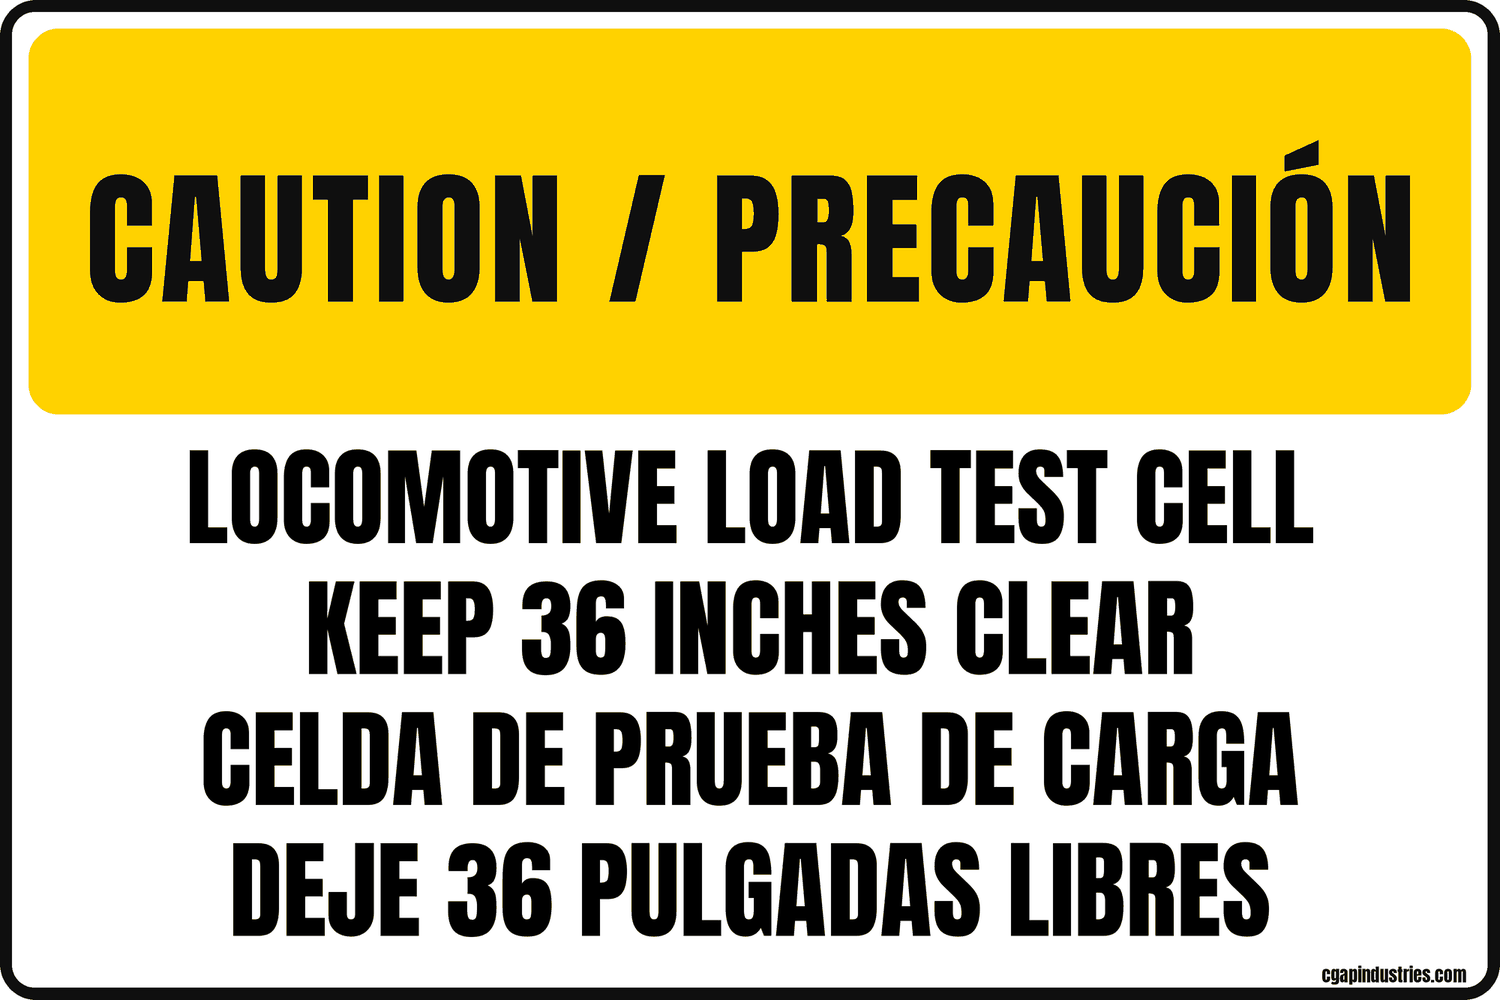 CAUTION / PRECAUCIÓN
LOCOMOTIVE LOAD TEST CELL
KEEP 36 INCHES CLEAR
CELDA DE PRUEBA DE CARGA
DEJE 36 PULGADAS LIBRES
cgapindustries.com